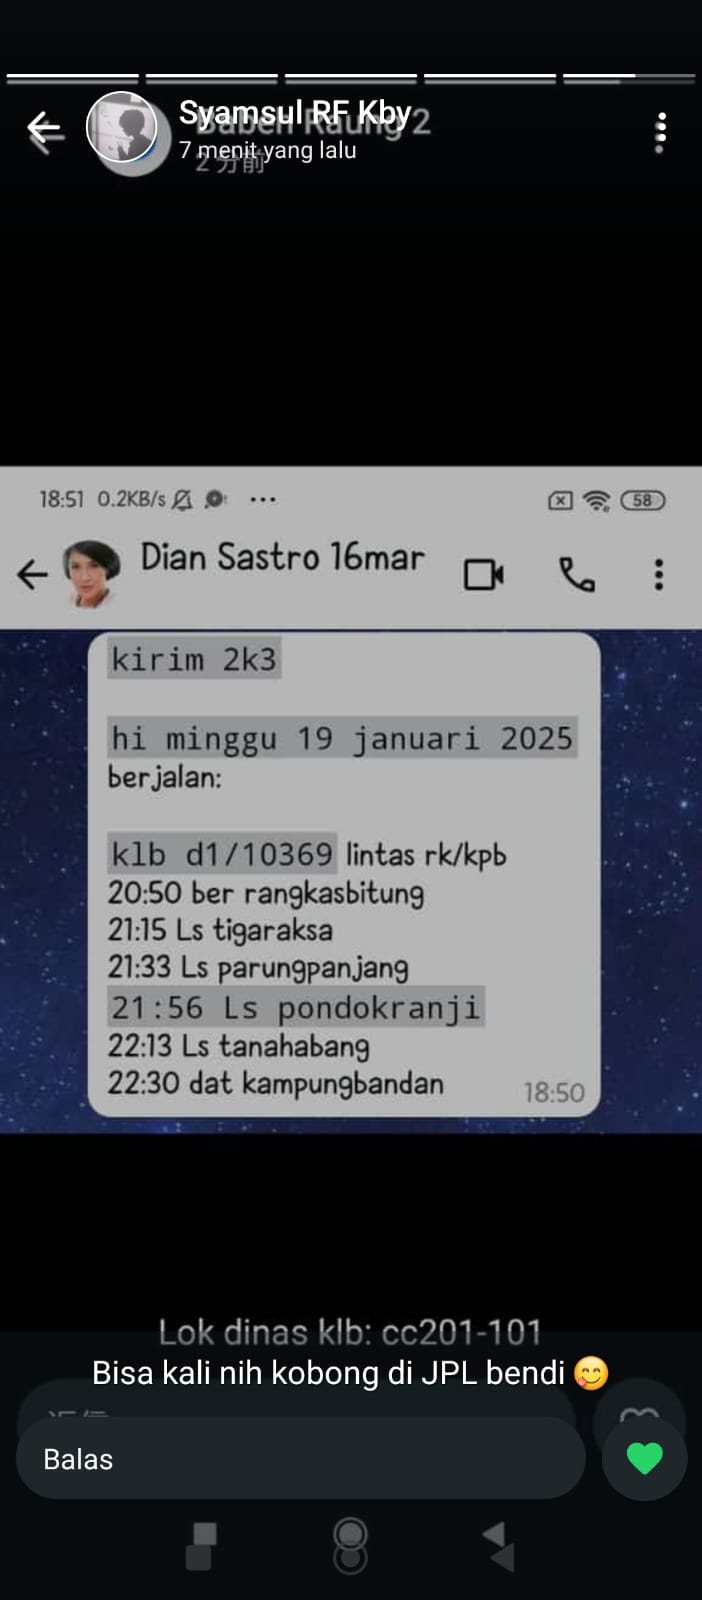 Syamsul RF Kby
Baben Raung 2
7 menit yang lalu
2 分前
18:51 0.2KB/s ...
58
Dian Sastro 16mar
kirim 2k3
hi minggu 19 januari 2025
berjalan:
klb d1/10369 lintas rk/kpb
20:50 ber rangkasbitung
21:15 Ls tigaraksa
21:33 Ls parungpanjang
21:56 Ls pondokranji
22:13 Ls tanahabang
22:30 dat kampungbandan
18:50
Lok dinas klb: cc201-101
Bisa kali nih kobong di JPL bendi 😋
Balas